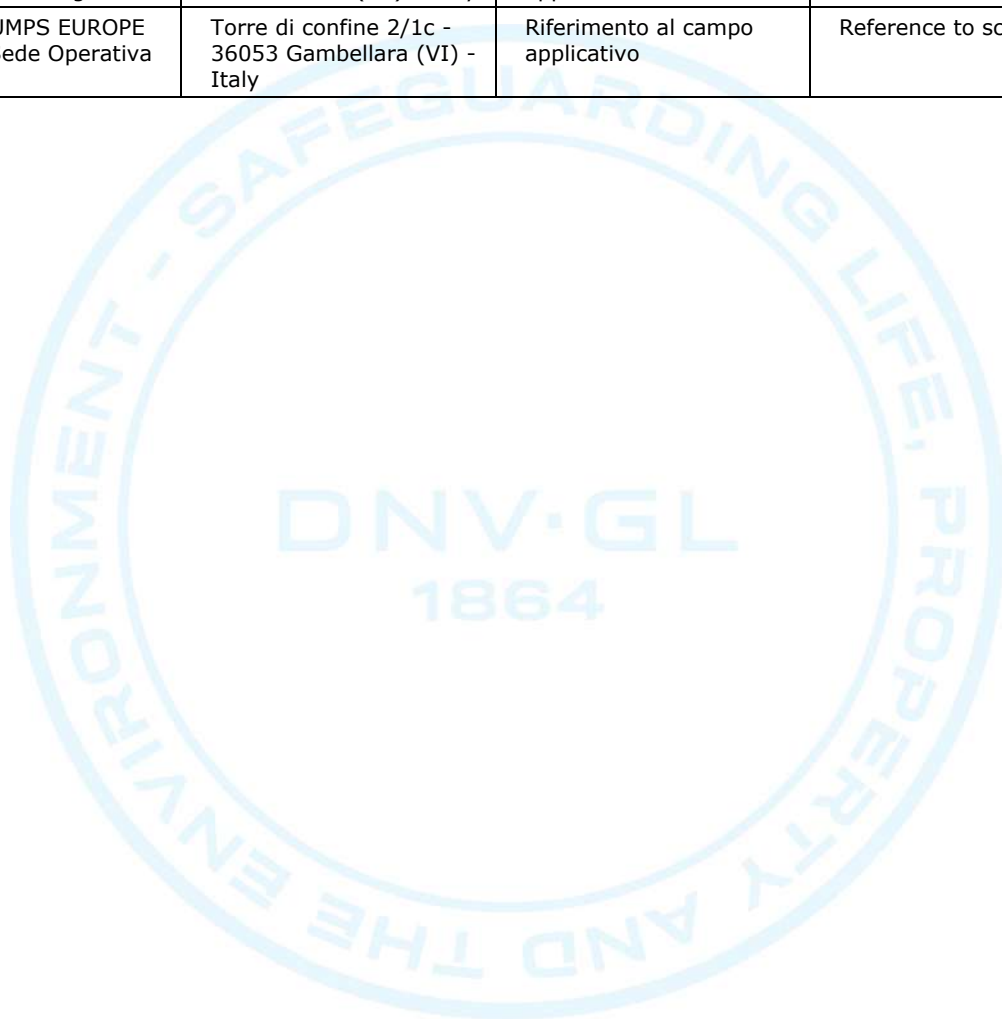 UMPS EUROPE
Sede Operativa
Torre di confine 2/1c -
36053 Gambellara (VI) -
Italy
Riferimento al campo
applicativo
Reference to sc
SAFEGUARDING LIFE, PROPERTY AND THE ENVIRONMENT -
DNV·GL
1864